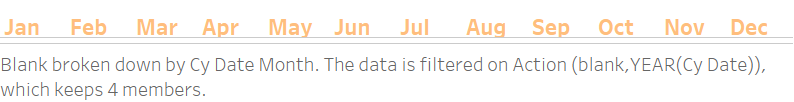 Jan Feb Mar Apr May Jun Jul Aug Sep Oct Nov Dec
Blank broken down by Cy Date Month. The data is filtered on Action (blank,YEAR(Cy Date)),
which keeps 4 members.